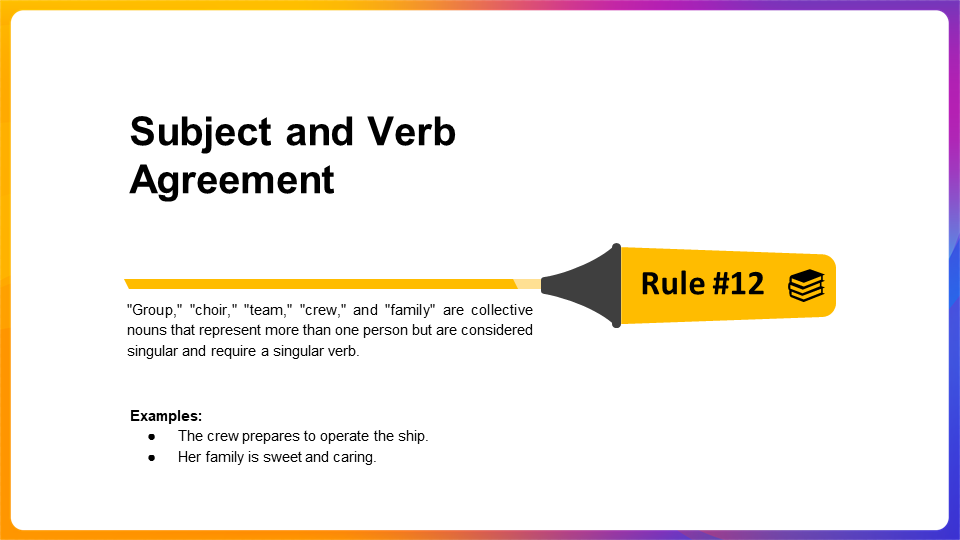 Subject and Verb
Agreement
Rule #12
"Group," "choir," "team," "crew," and "family" are collective
nouns that represent more than one person but are considered
singular and require a singular verb.
Examples:
● The crew prepares to operate the ship.
● Her family is sweet and caring.